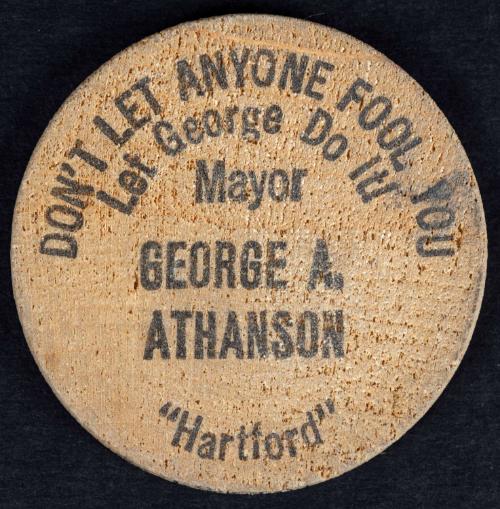 DON'T LET ANYONE FOOL YOU
Let George Do It!
Mayor
GEORGE A.
ATHANSON
"Hartford"